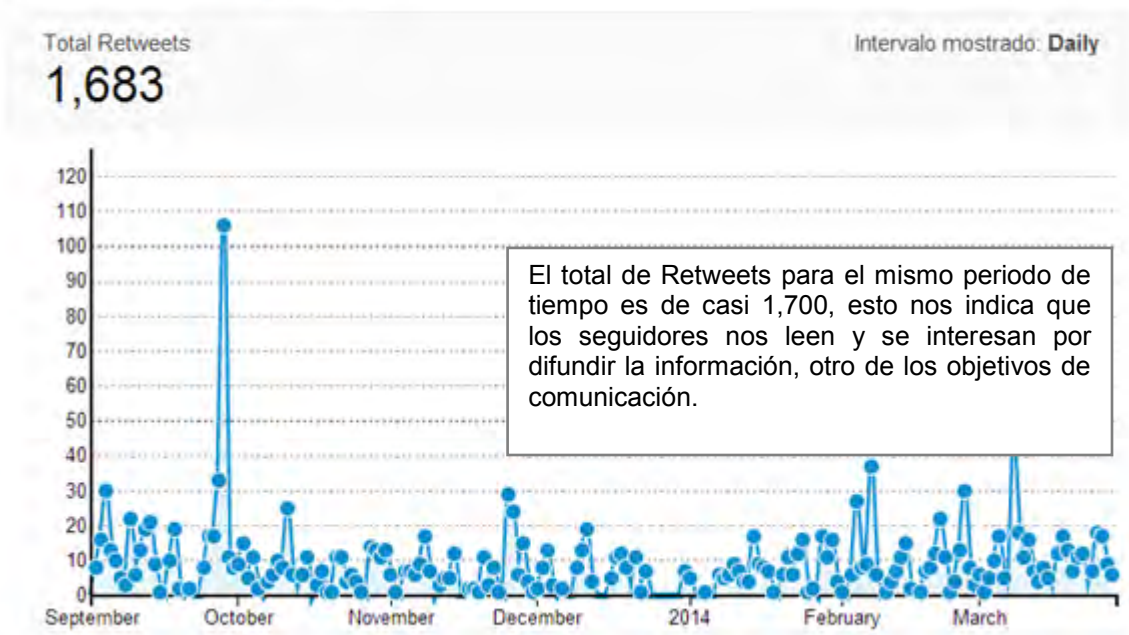 Total Retweets
Intervalo mostrado: Daily
1,683
120
110
100
90
80
70
60
50
40
30
20
10
0
El total de Retweets para el mismo periodo de
tiempo es de casi 1,700, esto nos indica que
los seguidores nos leen y se interesan por
difundir la información, otro de los objetivos de
comunicación.
September October November December 2014 February March